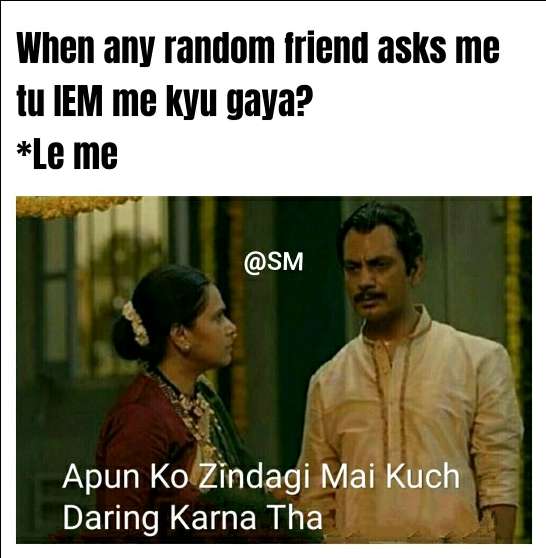 When any random friend asks me
tu IEM me kyu gaya?
*Le me
@SM
Apun Ko Zindagi Mai Kuch
Daring Karna Tha